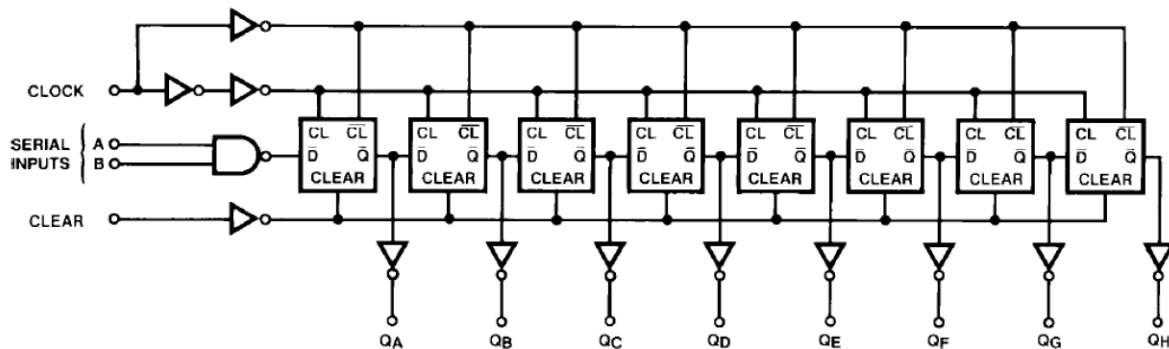 CLOCK
SERIAL INPUTS A B
CLEAR
CL C̅L̅ CL C̅L̅ CL C̅L̅ CL C̅L̅ CL C̅L̅ CL C̅L̅ CL C̅L̅ CL C̅L̅
D̅ Q̅ D̅ Q̅ D̅ Q̅ D̅ Q̅ D̅ Q̅ D̅ Q̅ D̅ Q̅ D̅ Q̅
CLEAR CLEAR CLEAR CLEAR CLEAR CLEAR CLEAR CLEAR
QA QB QC QD QE QF QG QH